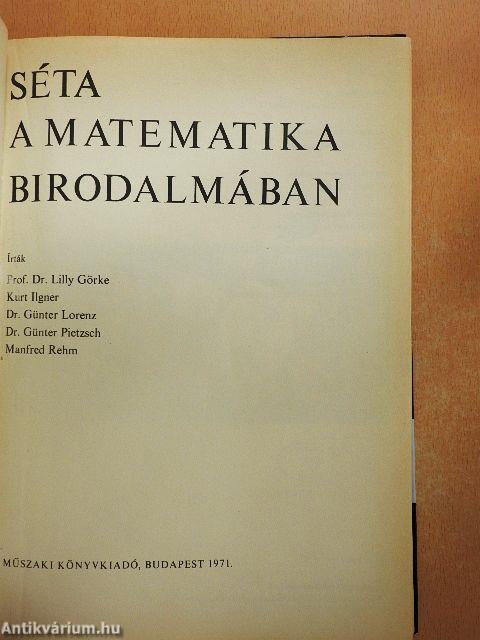 SÉTA
A MATEMATIKA
BIRODALMÁBAN
Írták
Prof. Dr. Lilly Görke
Kurt Ilgner
Dr. Günter Lorenz
Dr. Günter Pietzsch
Manfred Rehm
MŰSZAKI KÖNYVKIADÓ, BUDAPEST 1971.
Antikvárium.hu